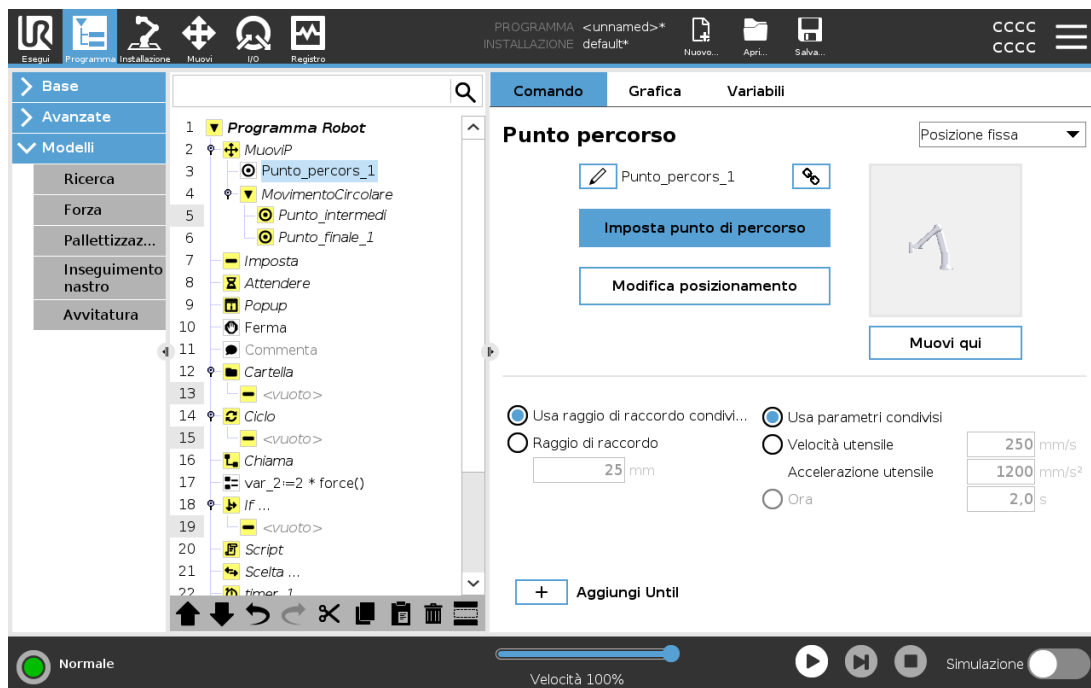 UR
PROGRAMMA <unnamed>*
INSTALLAZIONE default*
Esegui Programma Installazione Muovi I/O Registro
Nuovo... Apri... Salva...
CCCC
CCCC
Base
Avanzate
Modelli
Ricerca
Forza
Pallettizzaz...
Inseguimento
nastro
Avvitatura
1 Programma Robot
2 MuoviP
3 Punto_percors_1
4 MovimentoCircolare
5 Punto_intermedi
6 Punto_finale_1
7 Imposta
8 Attendere
9 Popup
10 Ferma
11 Commenta
12 Cartella
13 <vuoto>
14 Ciclo
15 <vuoto>
16 Chiama
17 var_2:=2 * force()
18 If ...
19 <vuoto>
20 Script
21 Scelta ...
22 timer_1
Comando Grafica Variabili
Punto percorso
Posizione fissa
Punto_percors_1
Imposta punto di percorso
Modifica posizionamento
Muovi qui
Usa raggio di raccordo condivi...
Raggio di raccordo
25 mm
Usa parametri condivisi
Velocità utensile 250 mm/s
Accelerazione utensile 1200 mm/s²
Ora 2,0 s
+ Aggiungi Until
Normale
Velocità 100%
Simulazione